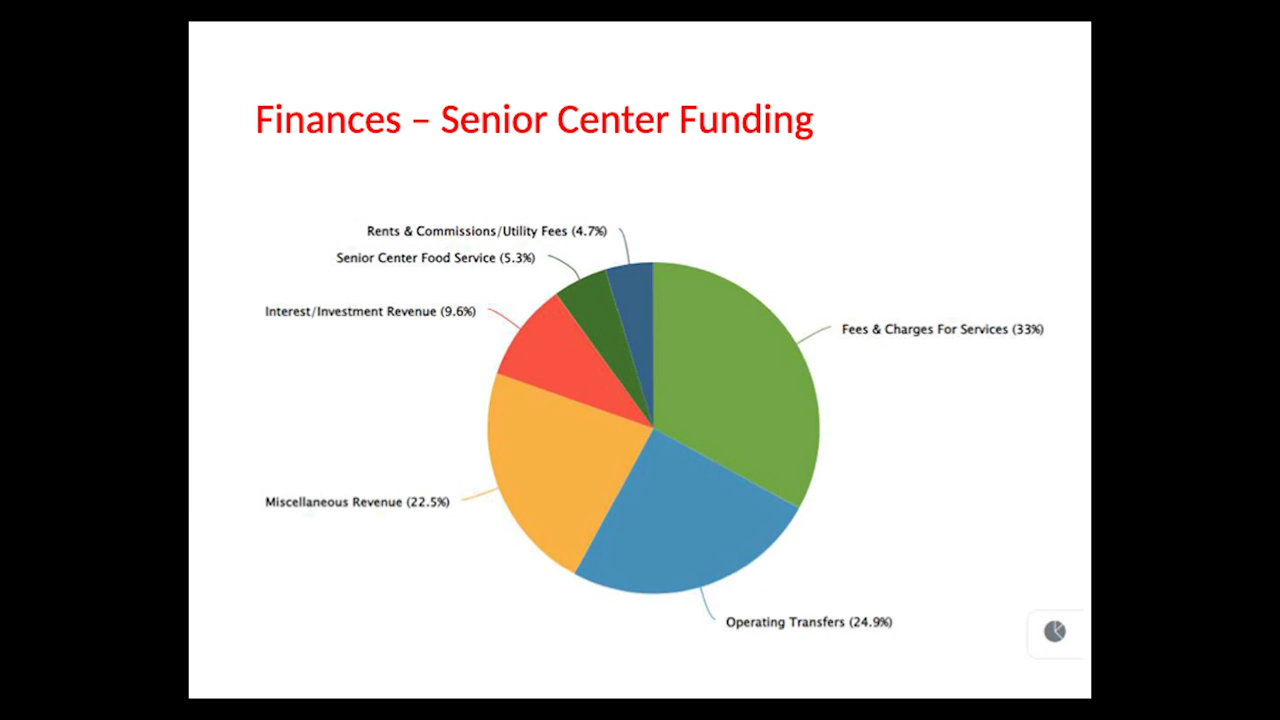 Finances – Senior Center Funding
Rents & Commissions/Utility Fees (4.7%)
Senior Center Food Service (5.3%)
Interest/Investment Revenue (9.6%)
Fees & Charges For Services (33%)
Miscellaneous Revenue (22.5%)
Operating Transfers (24.9%)